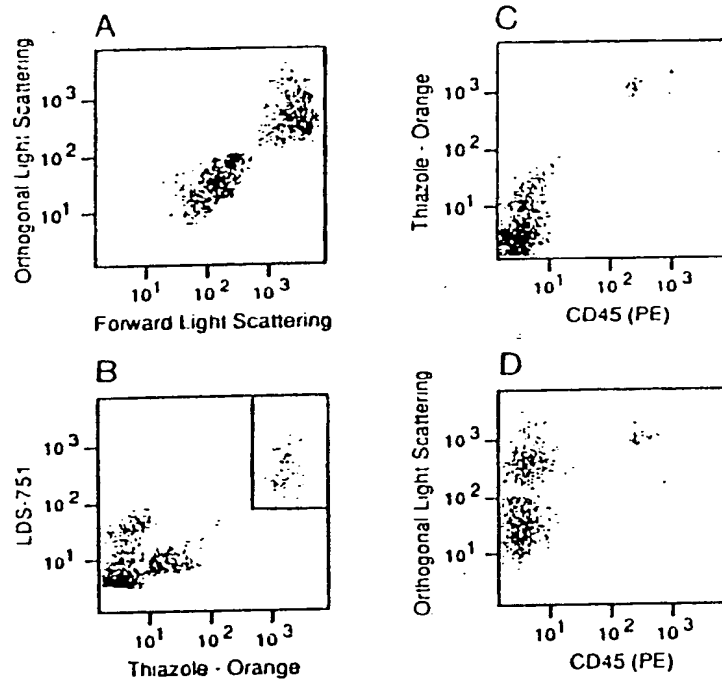 A
Orthogonal Light Scattering
10³
10²
10¹
10¹ 10² 10³
Forward Light Scattering
B
LDS-751
10³
10²
10¹
10¹ 10² 10³
Thiazole - Orange
C
Thiazole - Orange
10³
10²
10¹
10¹ 10² 10³
CD45 (PE)
D
Orthogonal Light Scattering
10³
10²
10¹
10¹ 10² 10³
CD45 (PE)